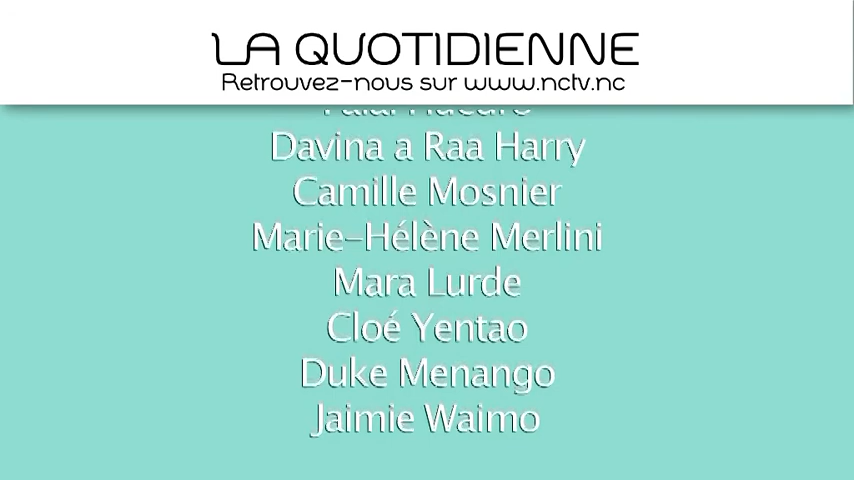 LA QUOTIDIENNE
Retrouvez-nous sur www.nctv.nc
Davina a Raa Harry
Camille Mosnier
Marie-Hélène Merlini
Mara Lurde
Cloé Yentao
Duke Menango
Jaimie Waimo